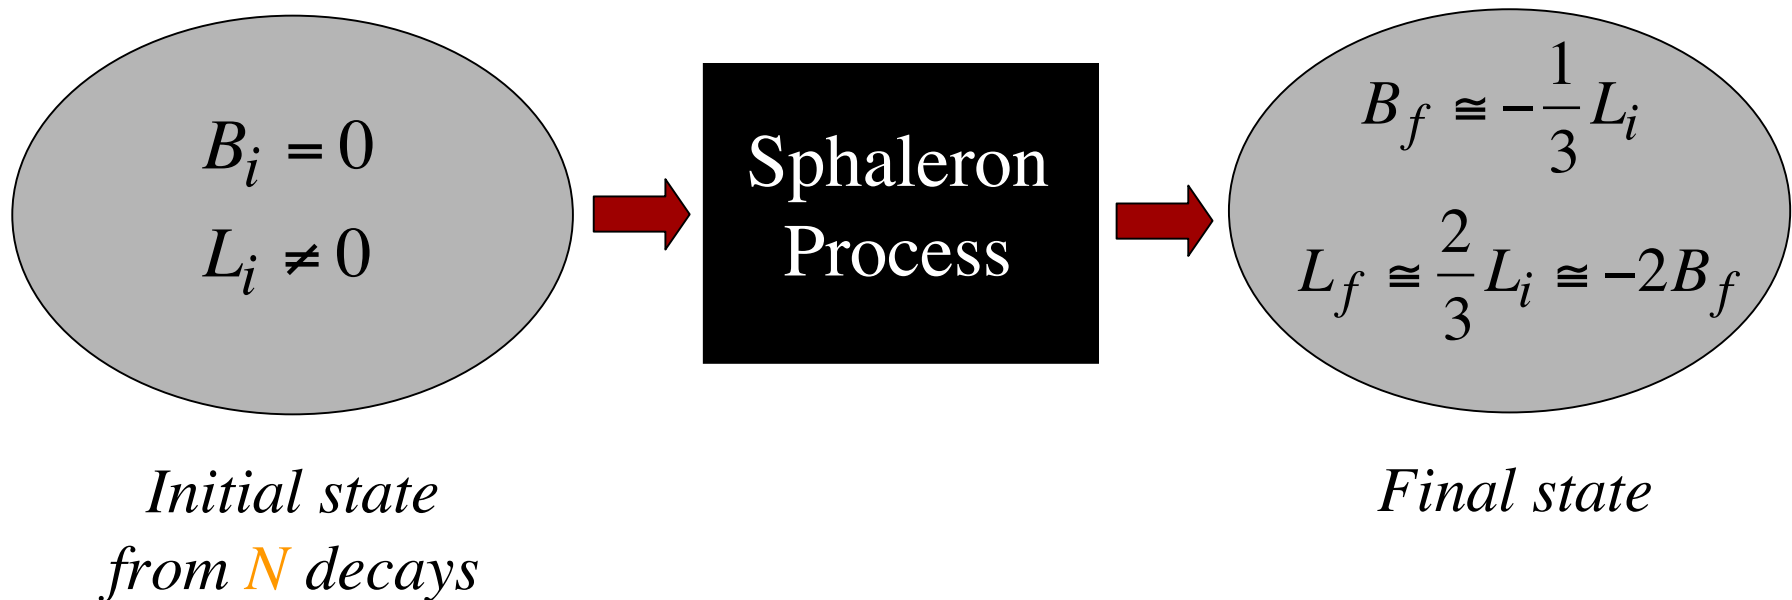 B_i = 0
L_i ≠ 0
Initial state
from N decays
Sphaleron
Process
B_f ≅ −1/3 L_i
L_f ≅ 2/3 L_i ≅ −2B_f
Final state